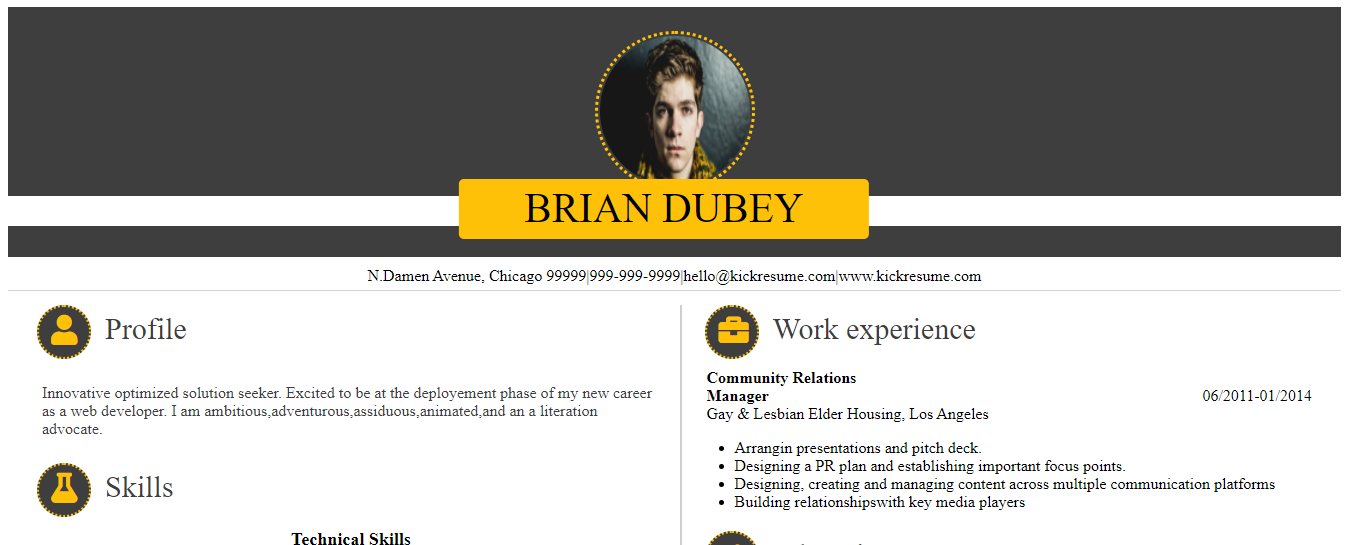 BRIAN DUBEY
N.Damen Avenue, Chicago 99999|999-999-9999|hello@kickresume.com|www.kickresume.com
Profile
Innovative optimized solution seeker. Excited to be at the deployement phase of my new career
as a web developer. I am ambitious,adventurous,assiduous,animated,and an a literation
advocate.
Skills
Technical Skills
Work experience
Community Relations
Manager 06/2011-01/2014
Gay & Lesbian Elder Housing, Los Angeles
Arrangin presentations and pitch deck.
Designing a PR plan and establishing important focus points.
Designing, creating and managing content across multiple communication platforms
Building relationshipswith key media players